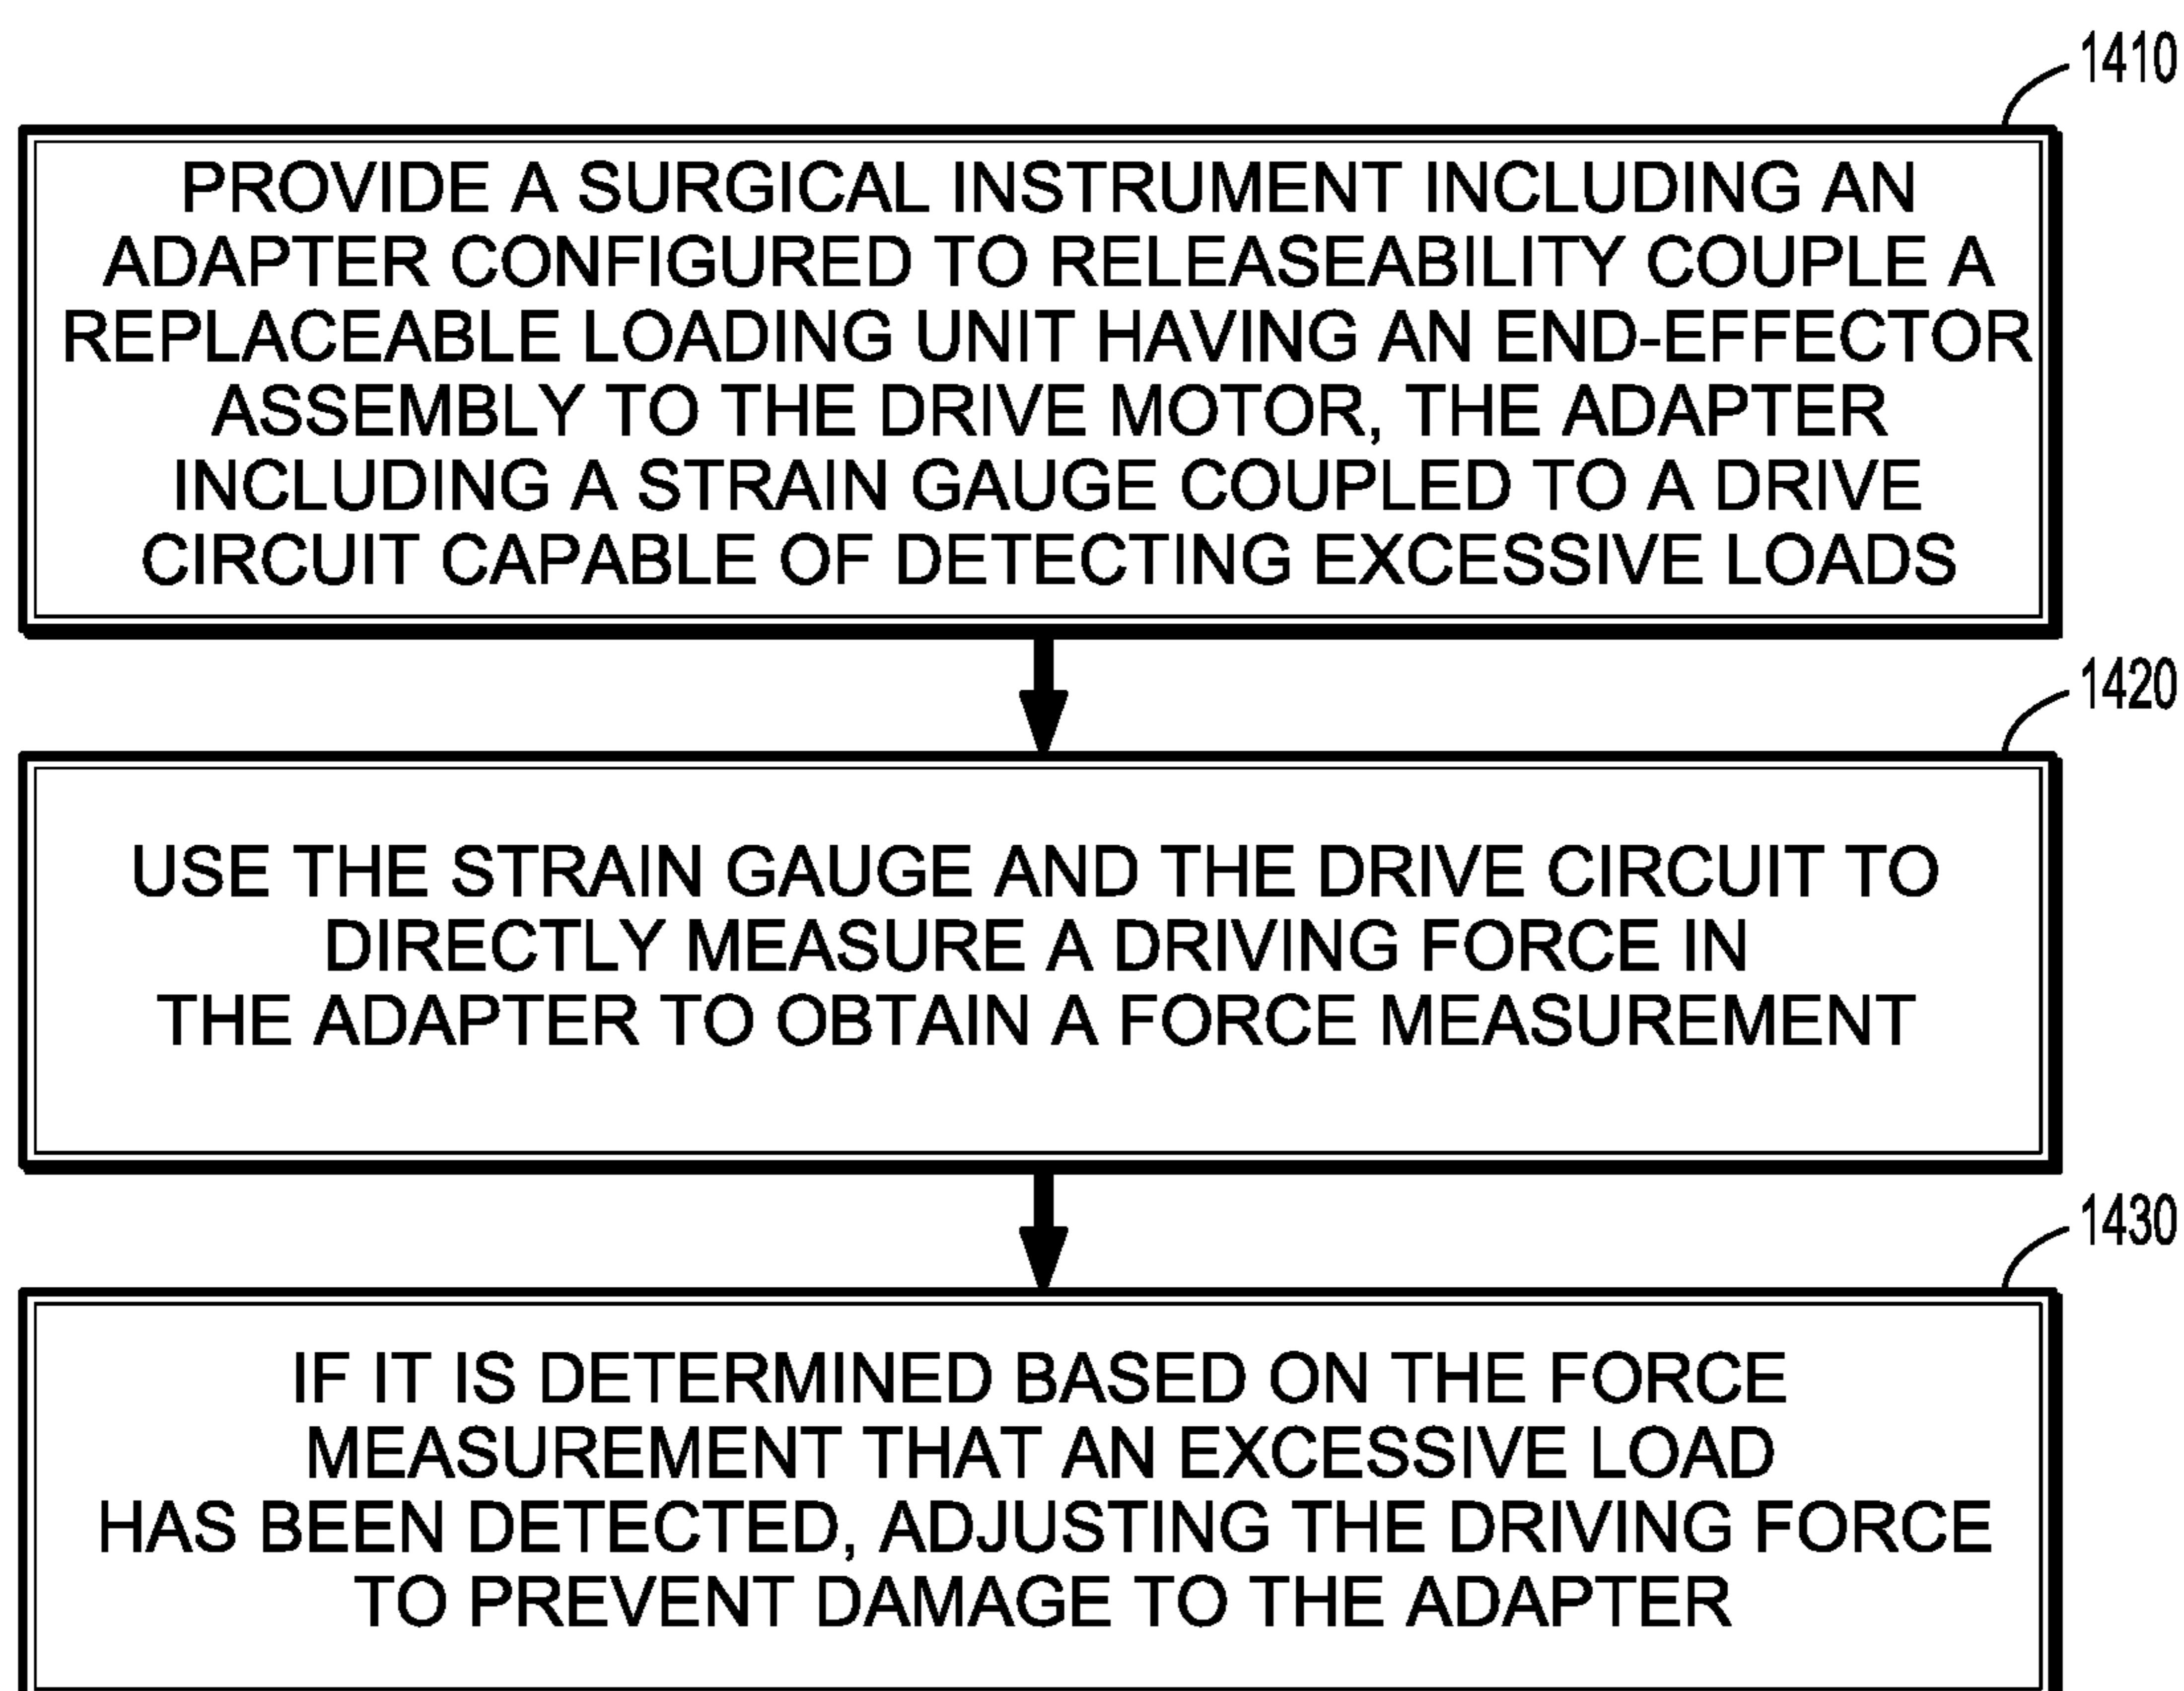 1410
PROVIDE A SURGICAL INSTRUMENT INCLUDING AN
ADAPTER CONFIGURED TO RELEASEABILITY COUPLE A
REPLACEABLE LOADING UNIT HAVING AN END-EFFECTOR
ASSEMBLY TO THE DRIVE MOTOR, THE ADAPTER
INCLUDING A STRAIN GAUGE COUPLED TO A DRIVE
CIRCUIT CAPABLE OF DETECTING EXCESSIVE LOADS
1420
USE THE STRAIN GAUGE AND THE DRIVE CIRCUIT TO
DIRECTLY MEASURE A DRIVING FORCE IN
THE ADAPTER TO OBTAIN A FORCE MEASUREMENT
1430
IF IT IS DETERMINED BASED ON THE FORCE
MEASUREMENT THAT AN EXCESSIVE LOAD
HAS BEEN DETECTED, ADJUSTING THE DRIVING FORCE
TO PREVENT DAMAGE TO THE ADAPTER